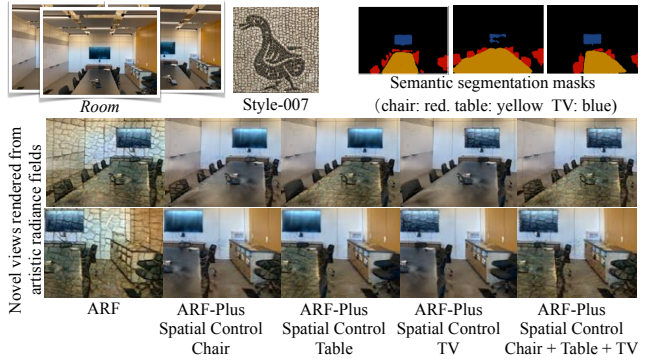 Room
Style-007
Semantic segmentation masks
(chair: red. table: yellow TV: blue)
Novel views rendered from
artistic radiance fields
ARF
ARF-Plus
Spatial Control
Chair
ARF-Plus
Spatial Control
Table
ARF-Plus
Spatial Control
TV
ARF-Plus
Spatial Control
Chair + Table + TV